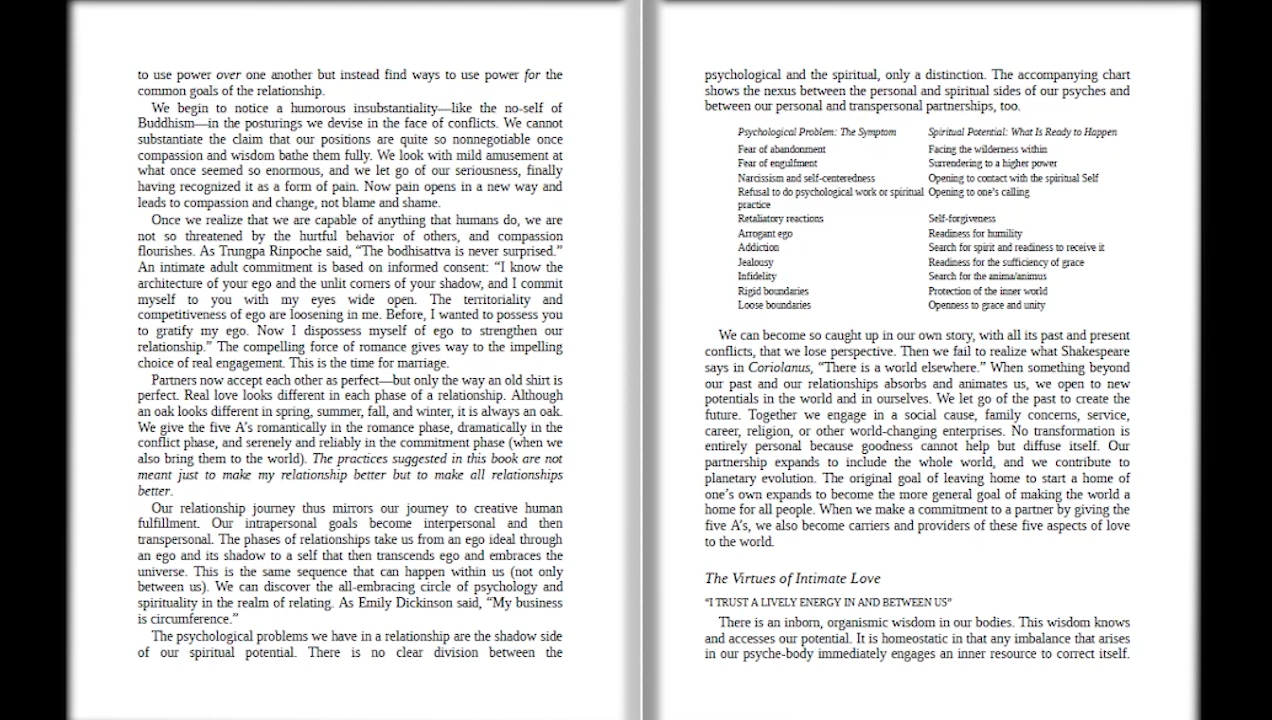 to use power over one another but instead find ways to use power for the
common goals of the relationship.
We begin to notice a humorous insubstantiality—like the no-self of
Buddhism—in the posturings we devise in the face of conflicts. We cannot
substantiate the claim that our positions are quite so nonnegotiable once
compassion and wisdom bathe them fully. We look with mild amusement at
what once seemed so enormous, and we let go of our seriousness, finally
having recognized it as a form of pain. Now pain opens in a new way and
leads to compassion and change, not blame and shame.
Once we realize that we are capable of anything that humans do, we are
not so threatened by the hurtful behavior of others, and compassion
flourishes. As Trungpa Rinpoche said, “The bodhisattva is never surprised.”
An intimate adult commitment is based on informed consent: “I know the
architecture of your ego and the unlit corners of your shadow, and I commit
myself to you with my eyes wide open. The territoriality and
competitiveness of ego are loosening in me. Before, I wanted to possess you
to gratify my ego. Now I dispossess myself of ego to strengthen our
relationship.” The compelling force of romance gives way to the impelling
choice of real engagement. This is the time for marriage.
Partners now accept each other as perfect—but only the way an old shirt is
perfect. Real love looks different in each phase of a relationship. Although
an oak looks different in spring, summer, fall, and winter, it is always an oak.
We give the five A’s romantically in the romance phase, dramatically in the
conflict phase, and serenely and reliably in the commitment phase (when we
also bring them to the world). The practices suggested in this book are not
meant just to make my relationship better but to make all relationships
better.
Our relationship journey thus mirrors our journey to creative human
fulfillment. Our intrapersonal goals become interpersonal and then
transpersonal. The phases of relationships take us from an ego ideal through
an ego and its shadow to a self that then transcends ego and embraces the
universe. This is the same sequence that can happen within us (not only
between us). We can discover the all-embracing circle of psychology and
spirituality in the realm of relating. As Emily Dickinson said, “My business
is circumference.”
The psychological problems we have in a relationship are the shadow side
of our spiritual potential. There is no clear division between the
psychological and the spiritual, only a distinction. The accompanying chart
shows the nexus between the personal and spiritual sides of our psyches and
between our personal and transpersonal partnerships, too.
Psychological Problem: The Symptom Spiritual Potential: What Is Ready to Happen
Fear of abandonment Facing the wilderness within
Fear of engulfment Surrendering to a higher power
Narcissism and self-centeredness Opening to contact with the spiritual Self
Refusal to do psychological work or spiritual Opening to one’s calling
practice
Retaliatory reactions Self-forgiveness
Arrogant ego Readiness for humility
Addiction Search for spirit and readiness to receive it
Jealousy Readiness for the sufficiency of grace
Infidelity Search for the anima/animus
Rigid boundaries Protection of the inner world
Loose boundaries Openness to grace and unity
We can become so caught up in our own story, with all its past and present
conflicts, that we lose perspective. Then we fail to realize what Shakespeare
says in Coriolanus, “There is a world elsewhere.” When something beyond
our past and our relationships absorbs and animates us, we open to new
potentials in the world and in ourselves. We let go of the past to create the
future. Together we engage in a social cause, family concerns, service,
career, religion, or other world-changing enterprises. No transformation is
entirely personal because goodness cannot help but diffuse itself. Our
partnership expands to include the whole world, and we contribute to
planetary evolution. The original goal of leaving home to start a home of
one’s own expands to become the more general goal of making the world a
home for all people. When we make a commitment to a partner by giving the
five A’s, we also become carriers and providers of these five aspects of love
to the world.
The Virtues of Intimate Love
“I TRUST A LIVELY ENERGY IN AND BETWEEN US”
There is an inborn, organismic wisdom in our bodies. This wisdom knows
and accesses our potential. It is homeostatic in that any imbalance that arises
in our psyche-body immediately engages an inner resource to correct itself.